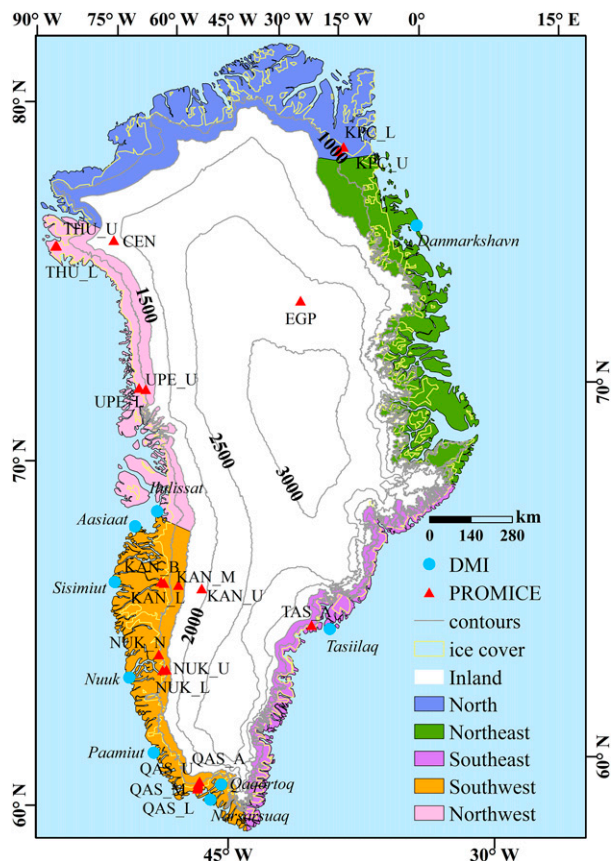 90° W 75° W 60° W 45° W 30° W 15° W 0° 15° E
80° N
KPC_L
1000
KPC_U
THU_U
CEN
Danmarkshavn
THU_L
1500
EGP
70° N
UPE_U
UPE_L
2500
70° N
3000
Ilulissat
km
0 140 280
Aasiaat
DMI
KAN_B
KAN_M
PROMICE
Sisimiut
KAN_L
KAN_U
contours
TAS_A
2000
ice cover
NUK_N
Tasiilaq
Inland
NUK_U
Nuuk
NUK_L
North
Northeast
Paamiut
QAS_A
Southeast
60° N
QAS_U
Qaqortoq
Southwest
QAS_M
QAS_L
Narsarsuaq
Northwest
60° N
45° W 30° W